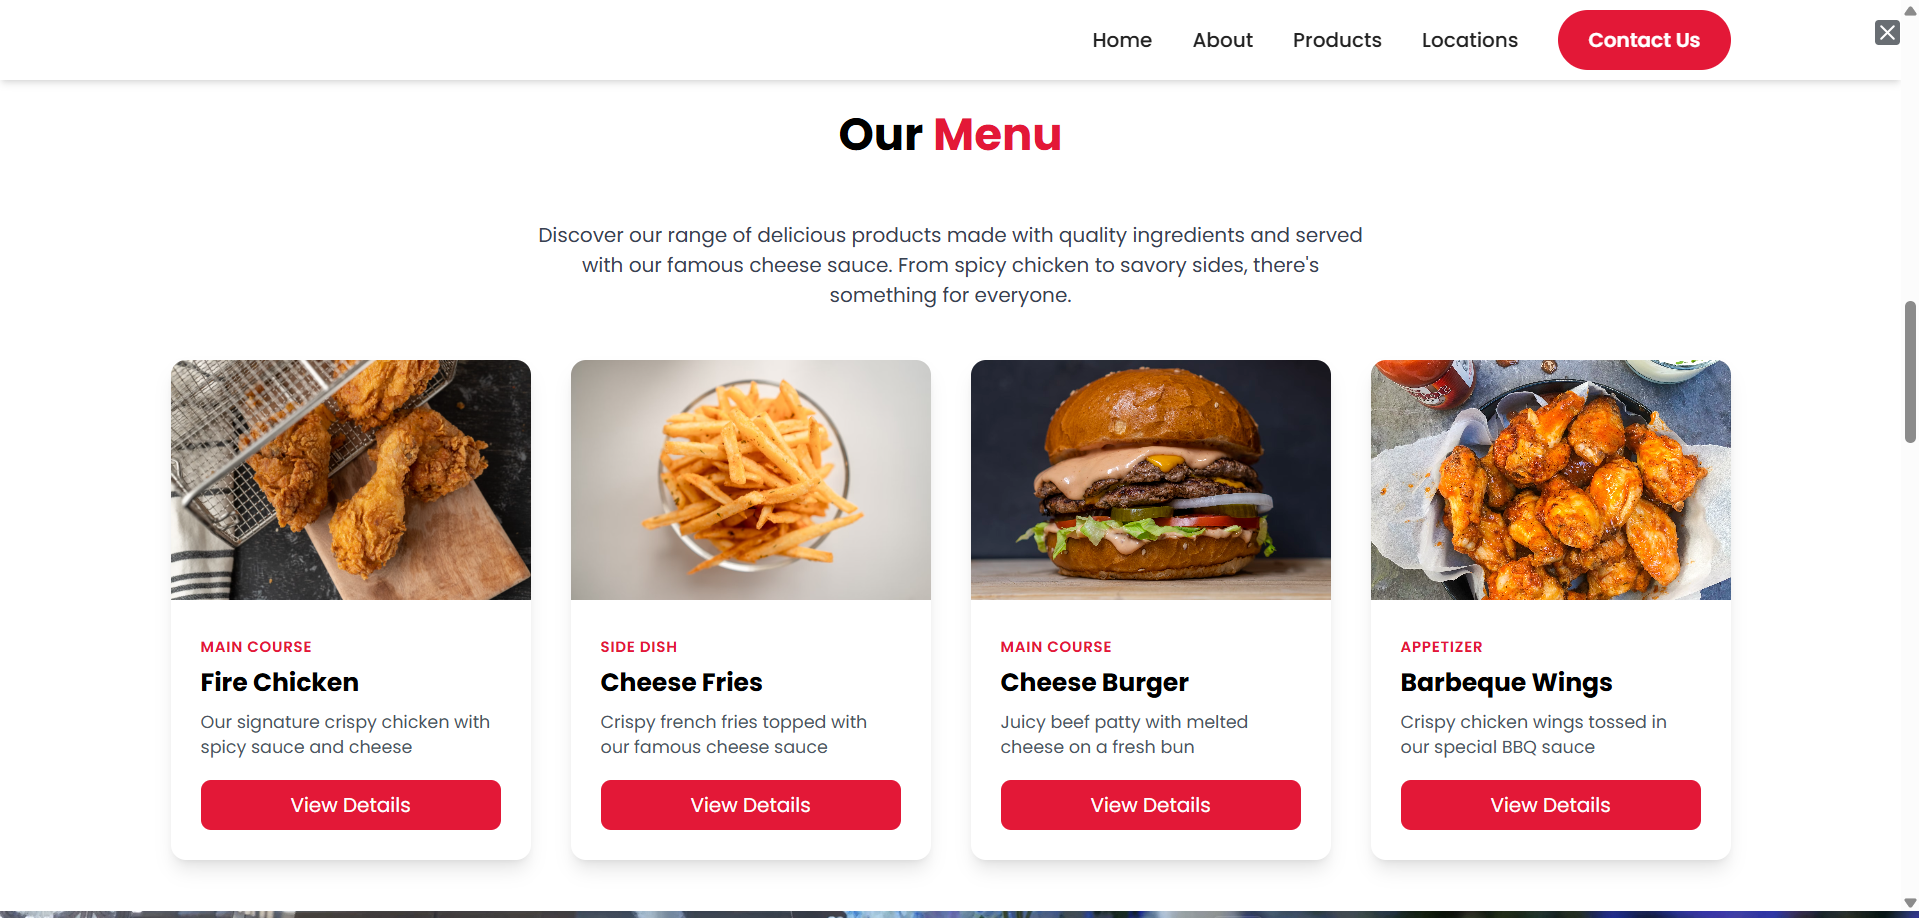 Home About Products Locations Contact Us
Our Menu
Discover our range of delicious products made with quality ingredients and served
with our famous cheese sauce. From spicy chicken to savory sides, there's
something for everyone.
MAIN COURSE
Fire Chicken
Our signature crispy chicken with
spicy sauce and cheese
View Details
SIDE DISH
Cheese Fries
Crispy french fries topped with
our famous cheese sauce
View Details
MAIN COURSE
Cheese Burger
Juicy beef patty with melted
cheese on a fresh bun
View Details
APPETIZER
Barbeque Wings
Crispy chicken wings tossed in
our special BBQ sauce
View Details